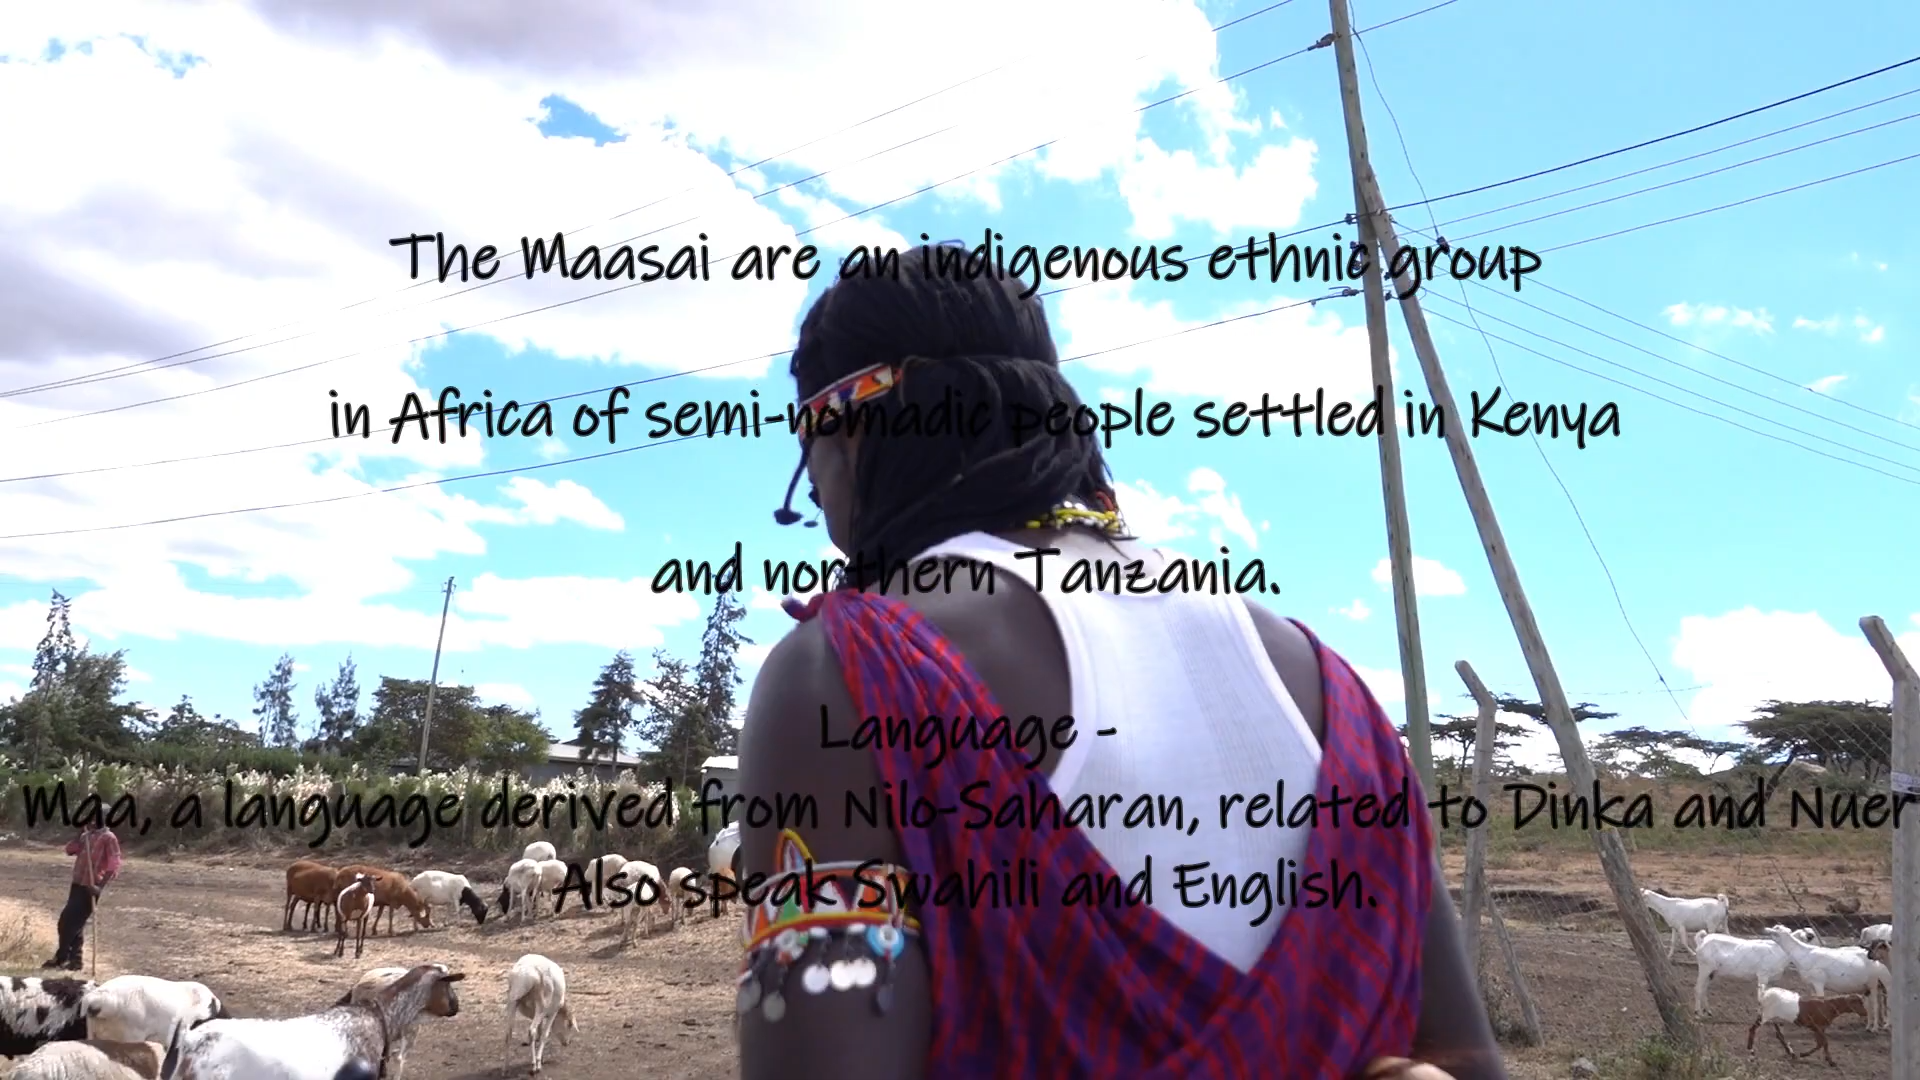 The Maasai are an indigenous ethnic group
in Africa of semi-nomadic people settled in Kenya
and northern Tanzania.
Language -
Maa, a language derived from Nilo-Saharan, related to Dinka and Nuer
Also speak Swahili and English.